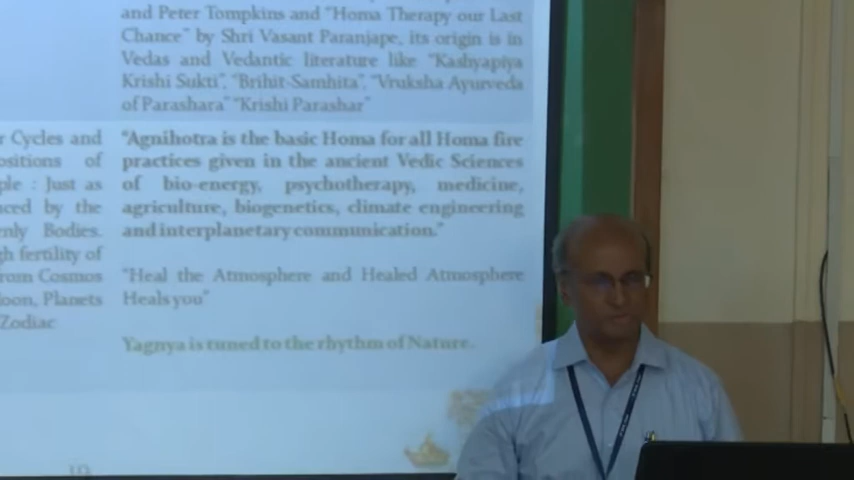 and Peter Tompkins and "Homa Therapy our Last
Chance" by Shri Vasant Paranjape, its origin is in
Vedas and Vedantic literature like "Kashyapiya
Krishi Sukti", "Brihit-Samhita", "Vruksha Ayurveda
of Parashara" "Krishi Parashar"
r Cycles and
ositions of
ple : Just as
nced by the
enly Bodies.
gh fertility of
rom Cosmos
loon, Planets
Zodiac
"Agnihotra is the basic Homa for all Homa fire
practices given in the ancient Vedic Sciences
of bio-energy, psychotherapy, medicine,
agriculture, biogenetics, climate engineering
and interplanetary communication."
"Heal the Atmosphere and Healed Atmosphere
Heals you"
Yagnya is tuned to the rhythm of Nature.